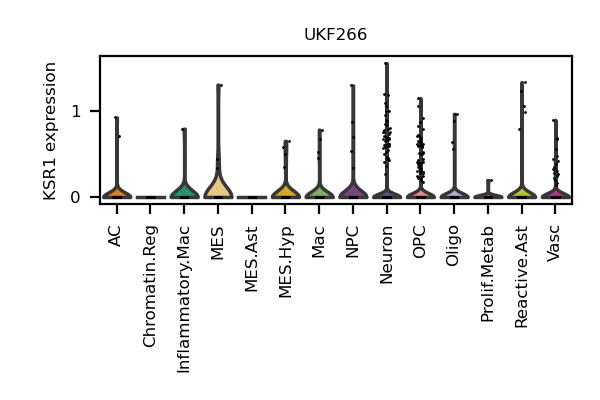 UKF266
KSR1 expression
1
0
AC
Chromatin.Reg
Inflammatory.Mac
MES
MES.Ast
MES.Hyp
Mac
NPC
Neuron
OPC
Oligo
Prolif.Metab
Reactive.Ast
Vasc